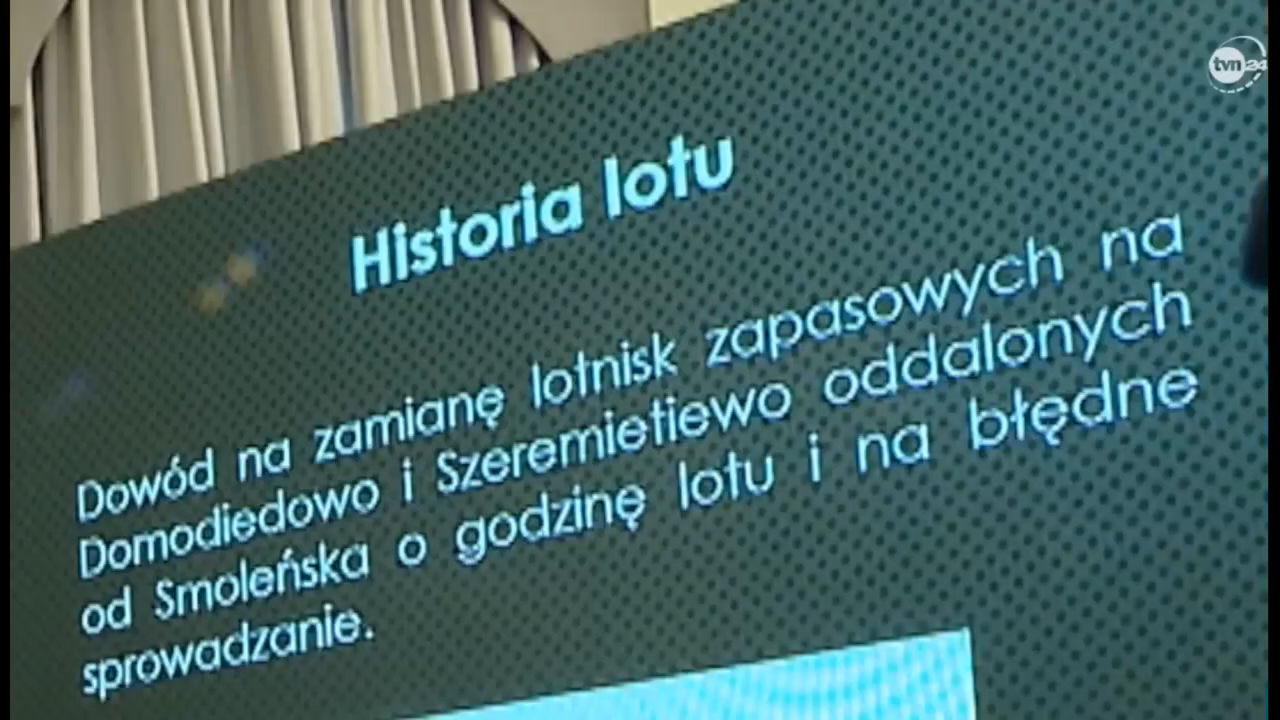 tvn24
Historia lotu
Dowód na zamianę lotnisk zapasowych na
Domodiedowo i Szeremietiewo oddalonych
od Smoleńska o godzinę lotu i na błędne
sprowadzanie.